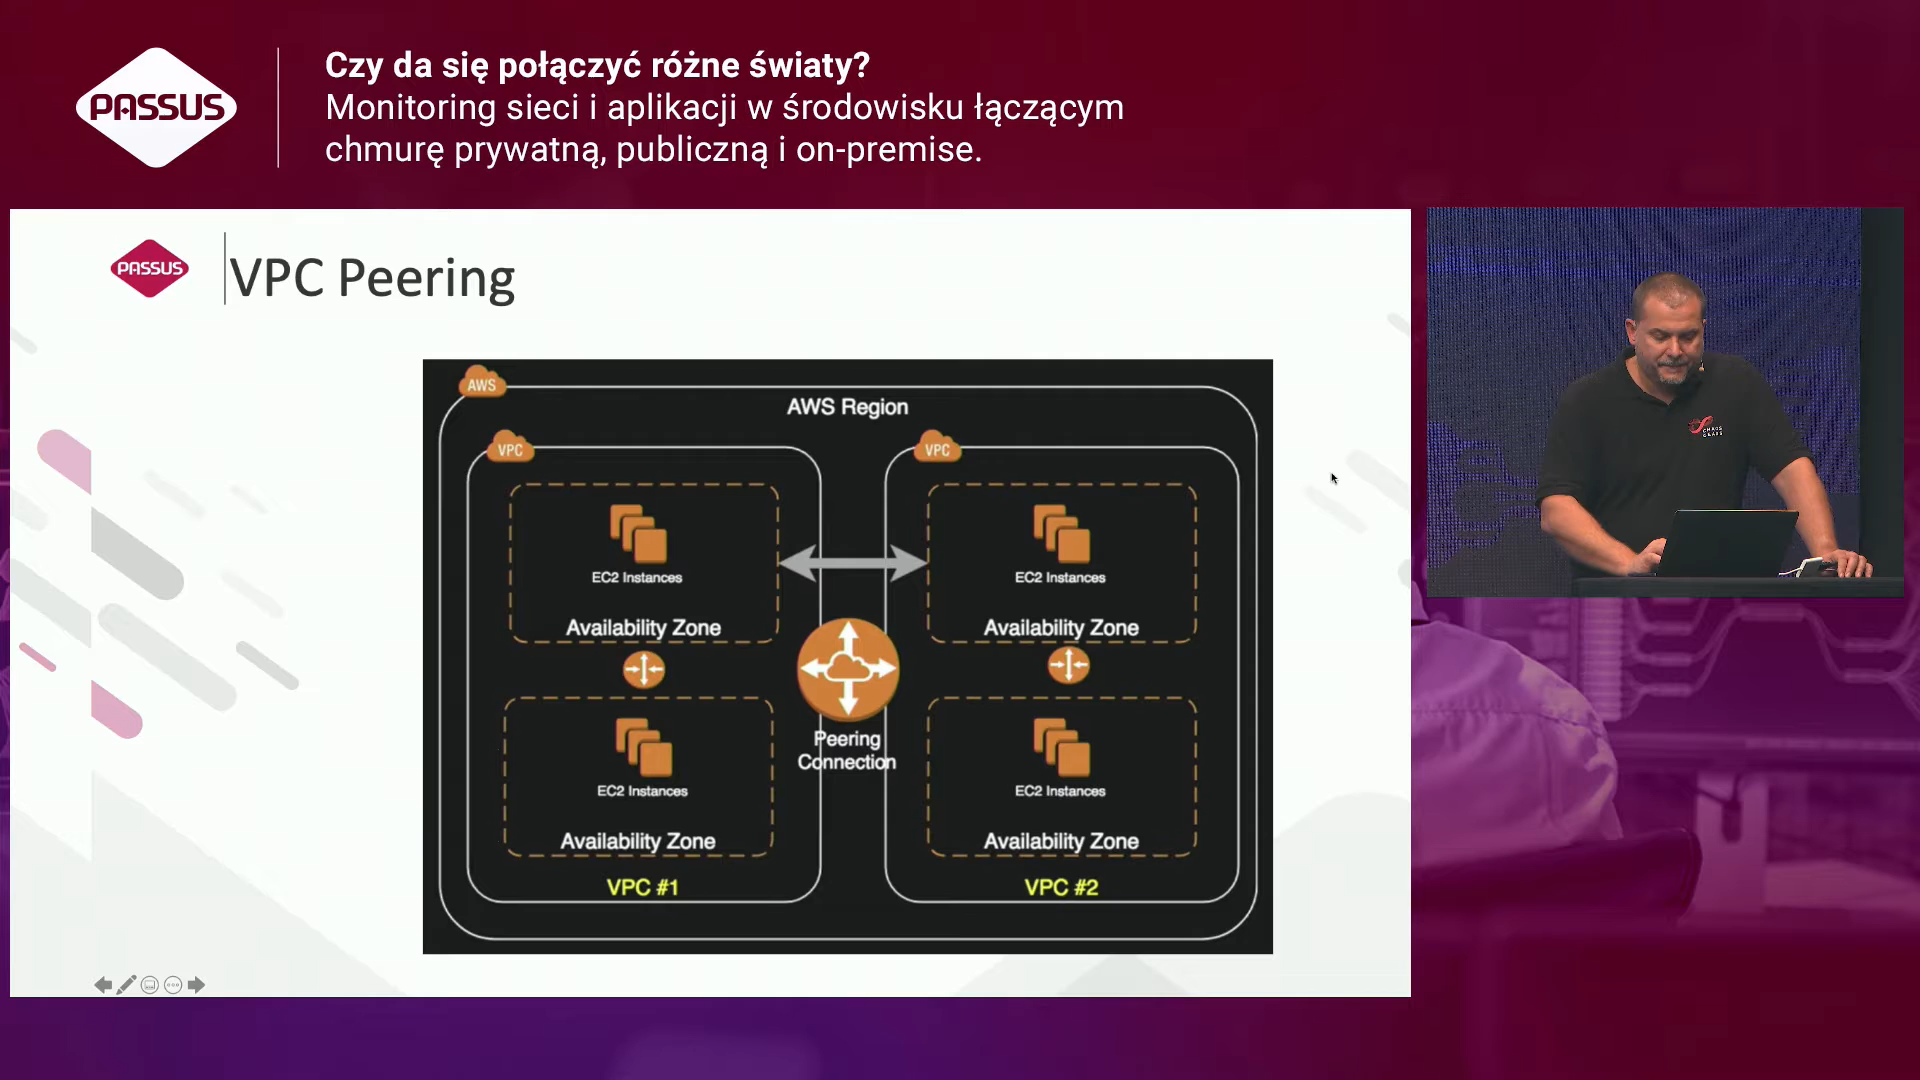 PASSUS
Czy da się połączyć różne światy?
Monitoring sieci i aplikacji w środowisku łączącym
chmurę prywatną, publiczną i on-premise.
PASSUS
VPC Peering
AWS
AWS Region
VPC
VPC
EC2 Instances
EC2 Instances
Availability Zone
Availability Zone
Peering
Connection
EC2 Instances
EC2 Instances
Availability Zone
Availability Zone
VPC #1
VPC #2
CHAOS
GEARS